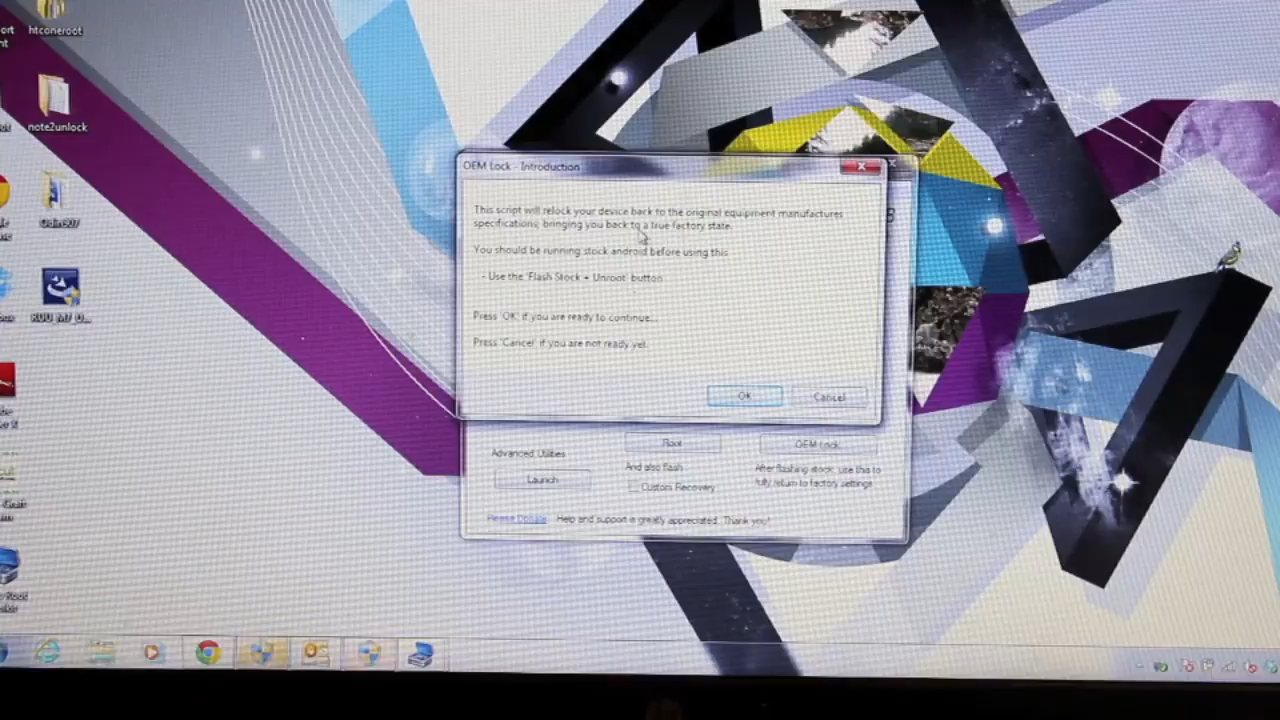 htconeroot
note2unlock
Odin307
RUU_M7_U...
OEM Lock - Introduction
This script will relock your device back to the original equipment manufactures
specifications; bringing you back to a true factory state.
You should be running stock android before using this
- Use the 'Flash Stock + Unroot' button
Press 'OK' if you are ready to continue...
Press 'Cancel' if you are not ready yet.
OK
Cancel
Root
OEM Lock
Advanced Utilities
And also flash
After flashing stock, use this to
Launch
Custom Recovery
fully return to factory settings
Please Donate
Help and support is greatly appreciated. Thank you!